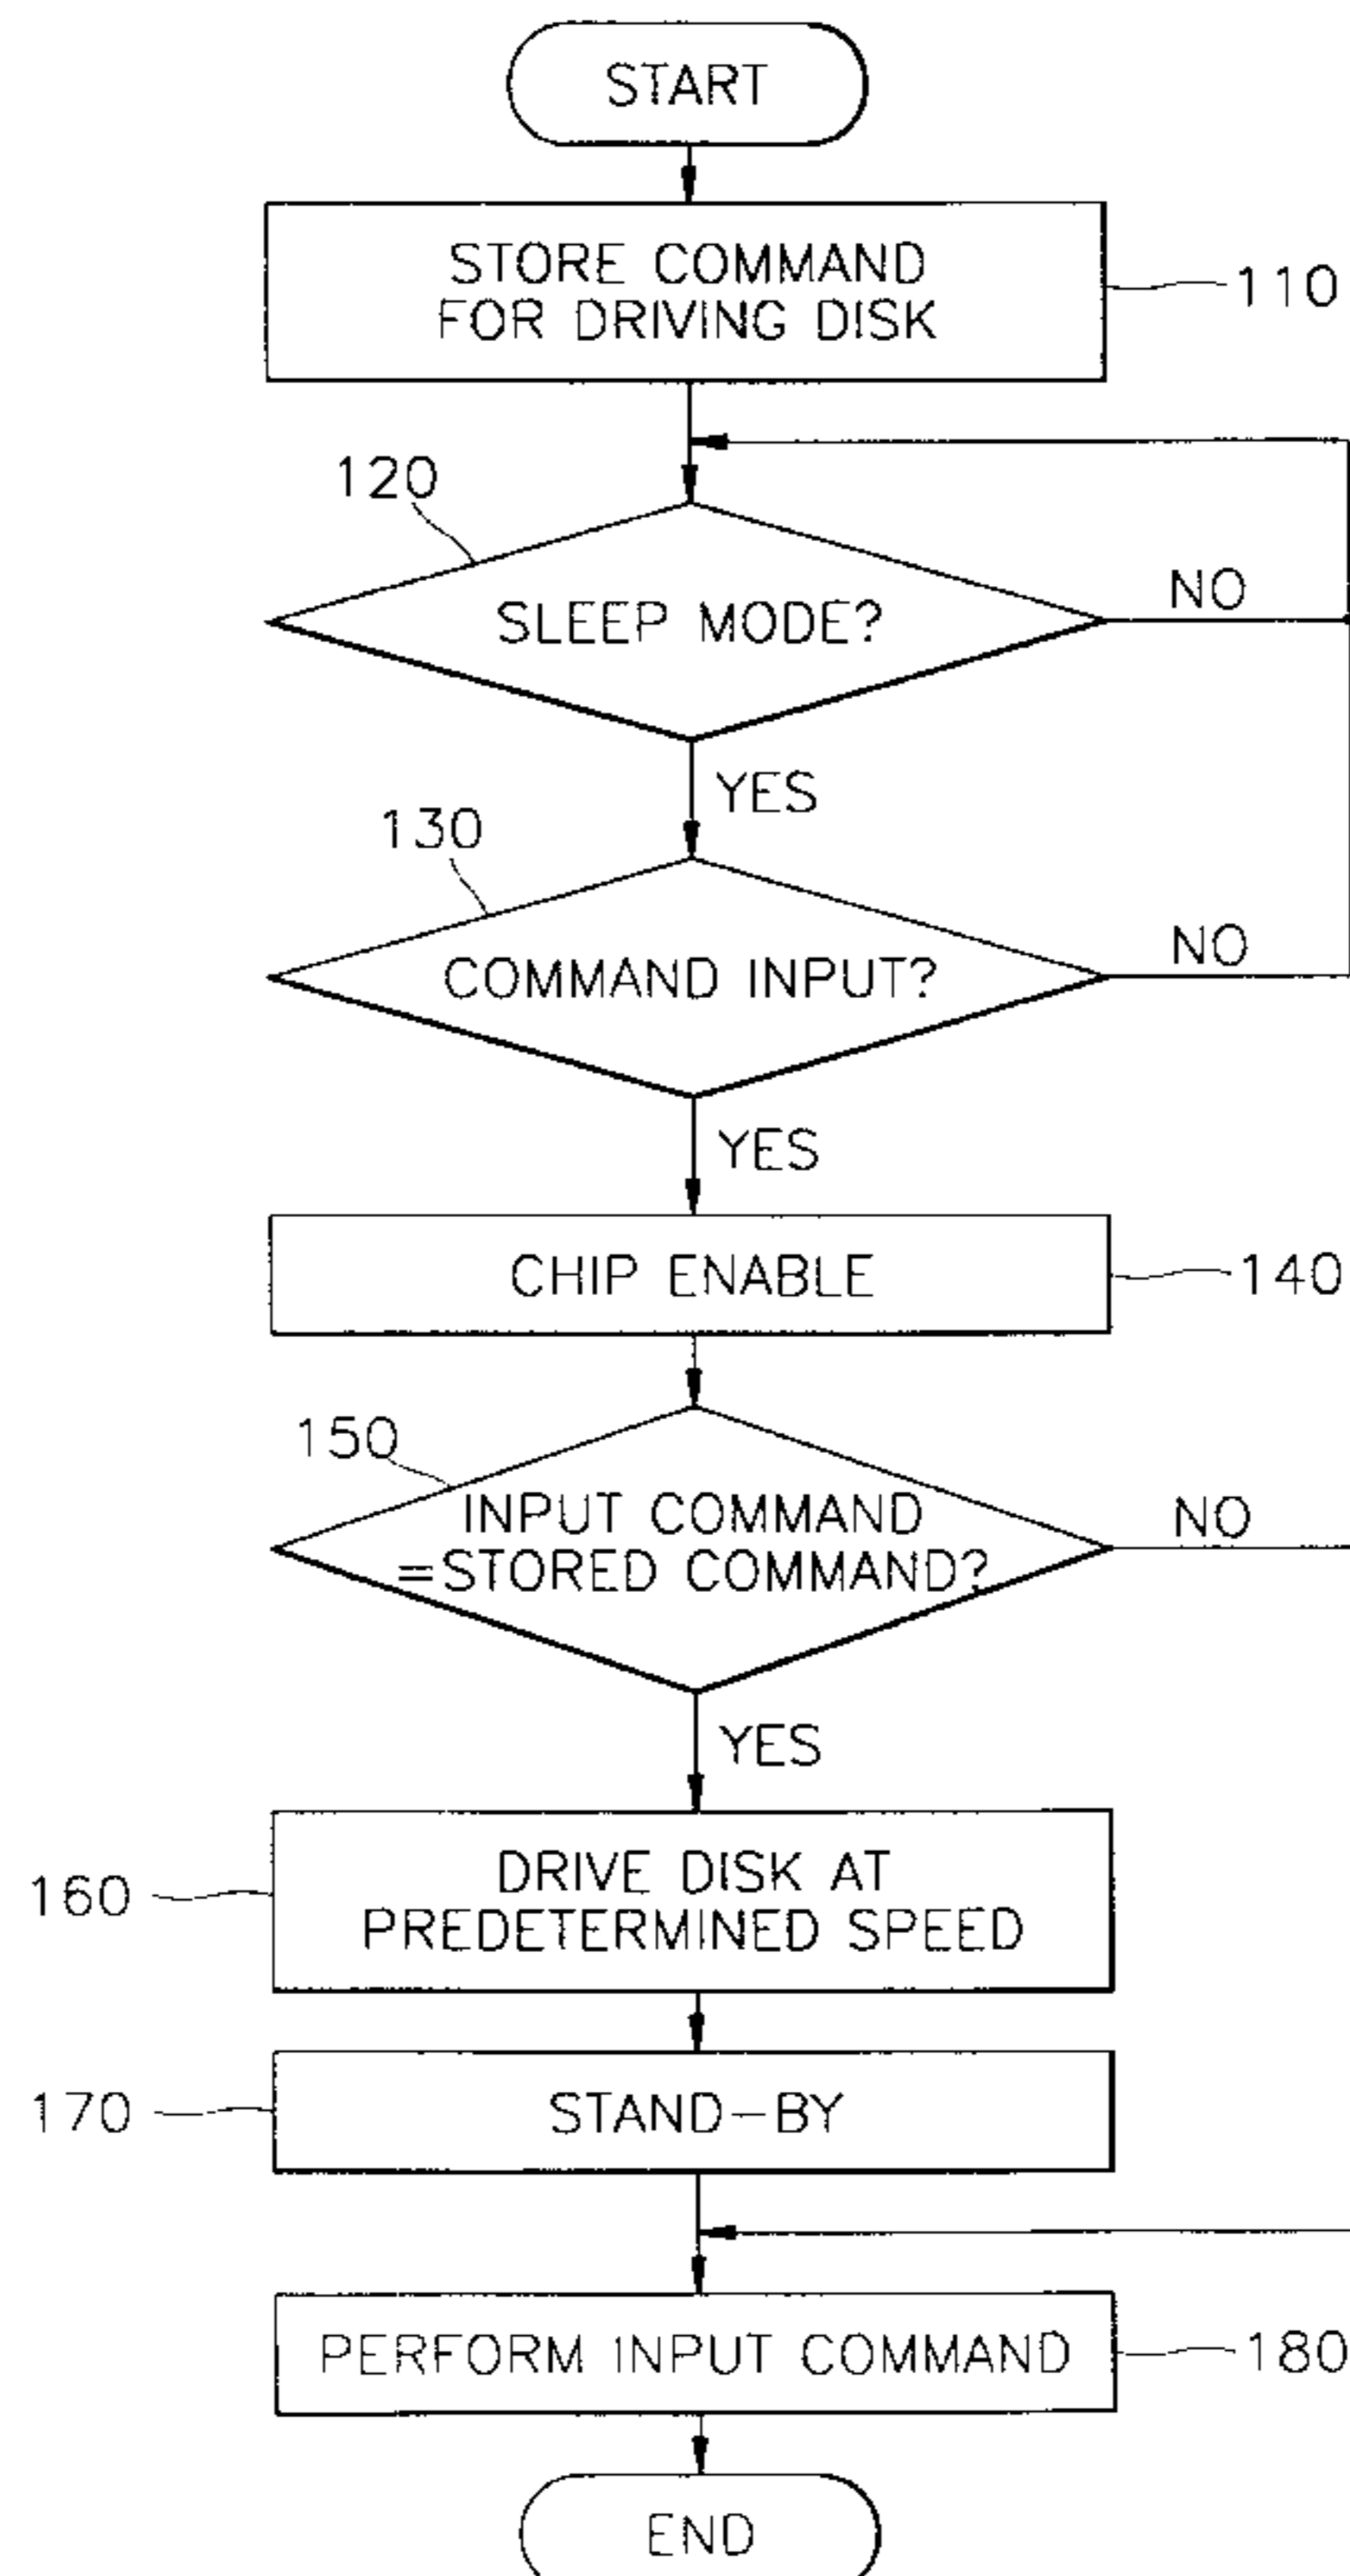 START
STORE COMMAND
FOR DRIVING DISK
110
120
SLEEP MODE?
NO
YES
130
COMMAND INPUT?
NO
YES
CHIP ENABLE
140
150
INPUT COMMAND
=STORED COMMAND?
NO
YES
160
DRIVE DISK AT
PREDETERMINED SPEED
170
STAND-BY
PERFORM INPUT COMMAND
180
END